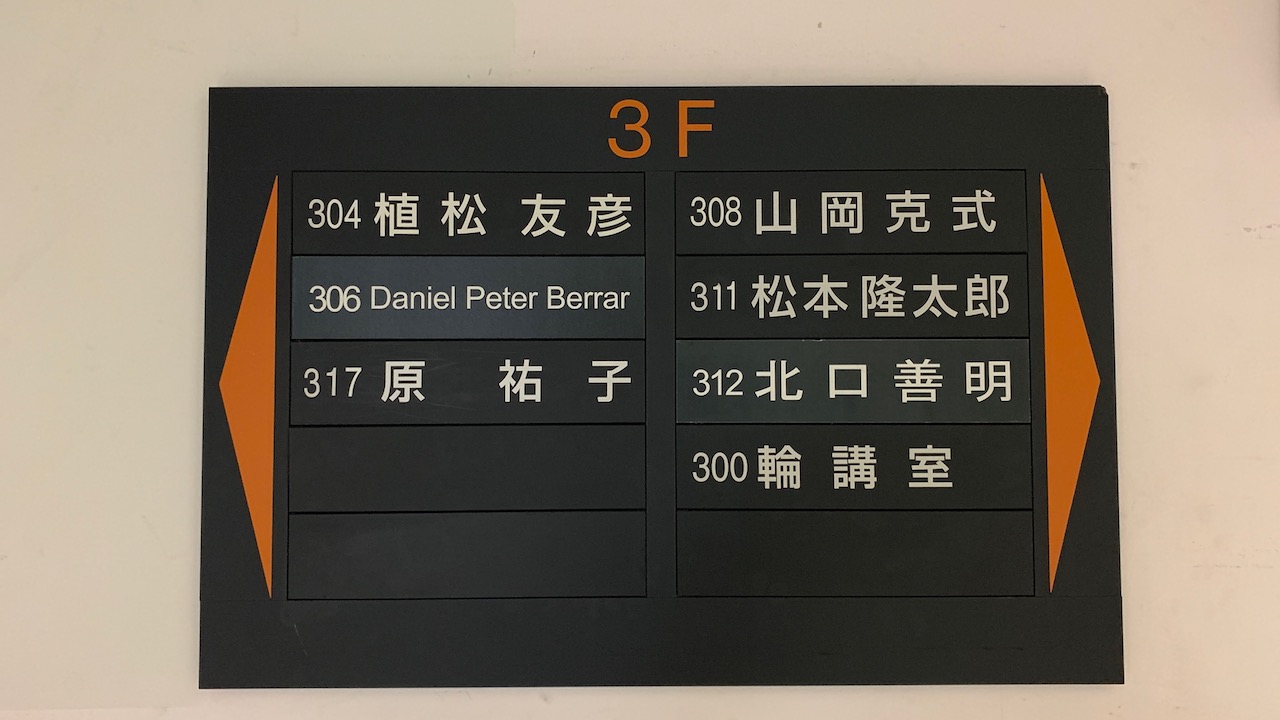 3F
304 植松 友彦
306 Daniel Peter Berrar
317 原 祐子
308 山岡克式
311 松本隆太郎
312 北口善明
300 輪講室